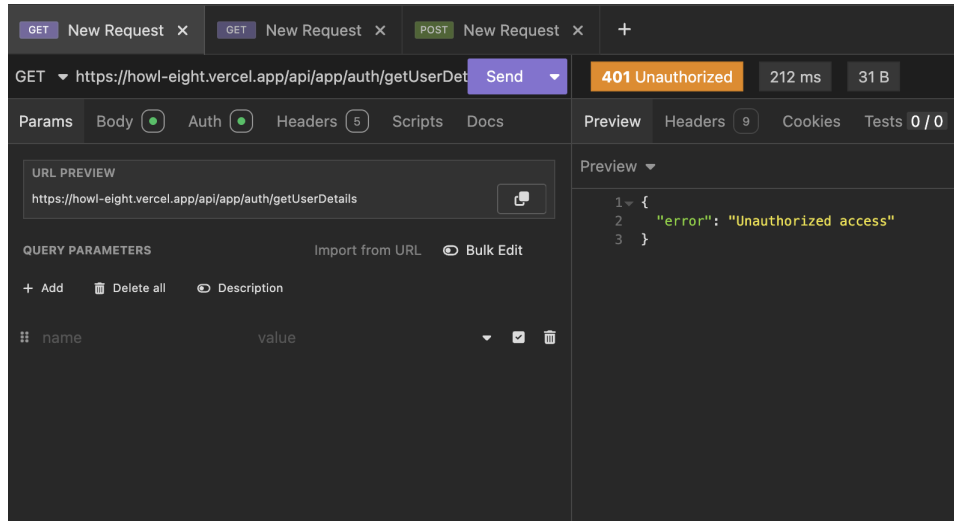 GET New Request × GET New Request × POST New Request × +
GET https://howl-eight.vercel.app/api/app/auth/getUserDet Send 401 Unauthorized 212 ms 31 B
Params Body Auth Headers 5 Scripts Docs Preview Headers 9 Cookies Tests 0 / 0
Preview
URL PREVIEW
https://howl-eight.vercel.app/api/app/auth/getUserDetails
1 {
2 "error": "Unauthorized access"
3 }
QUERY PARAMETERS Import from URL Bulk Edit
+ Add Delete all Description
name value